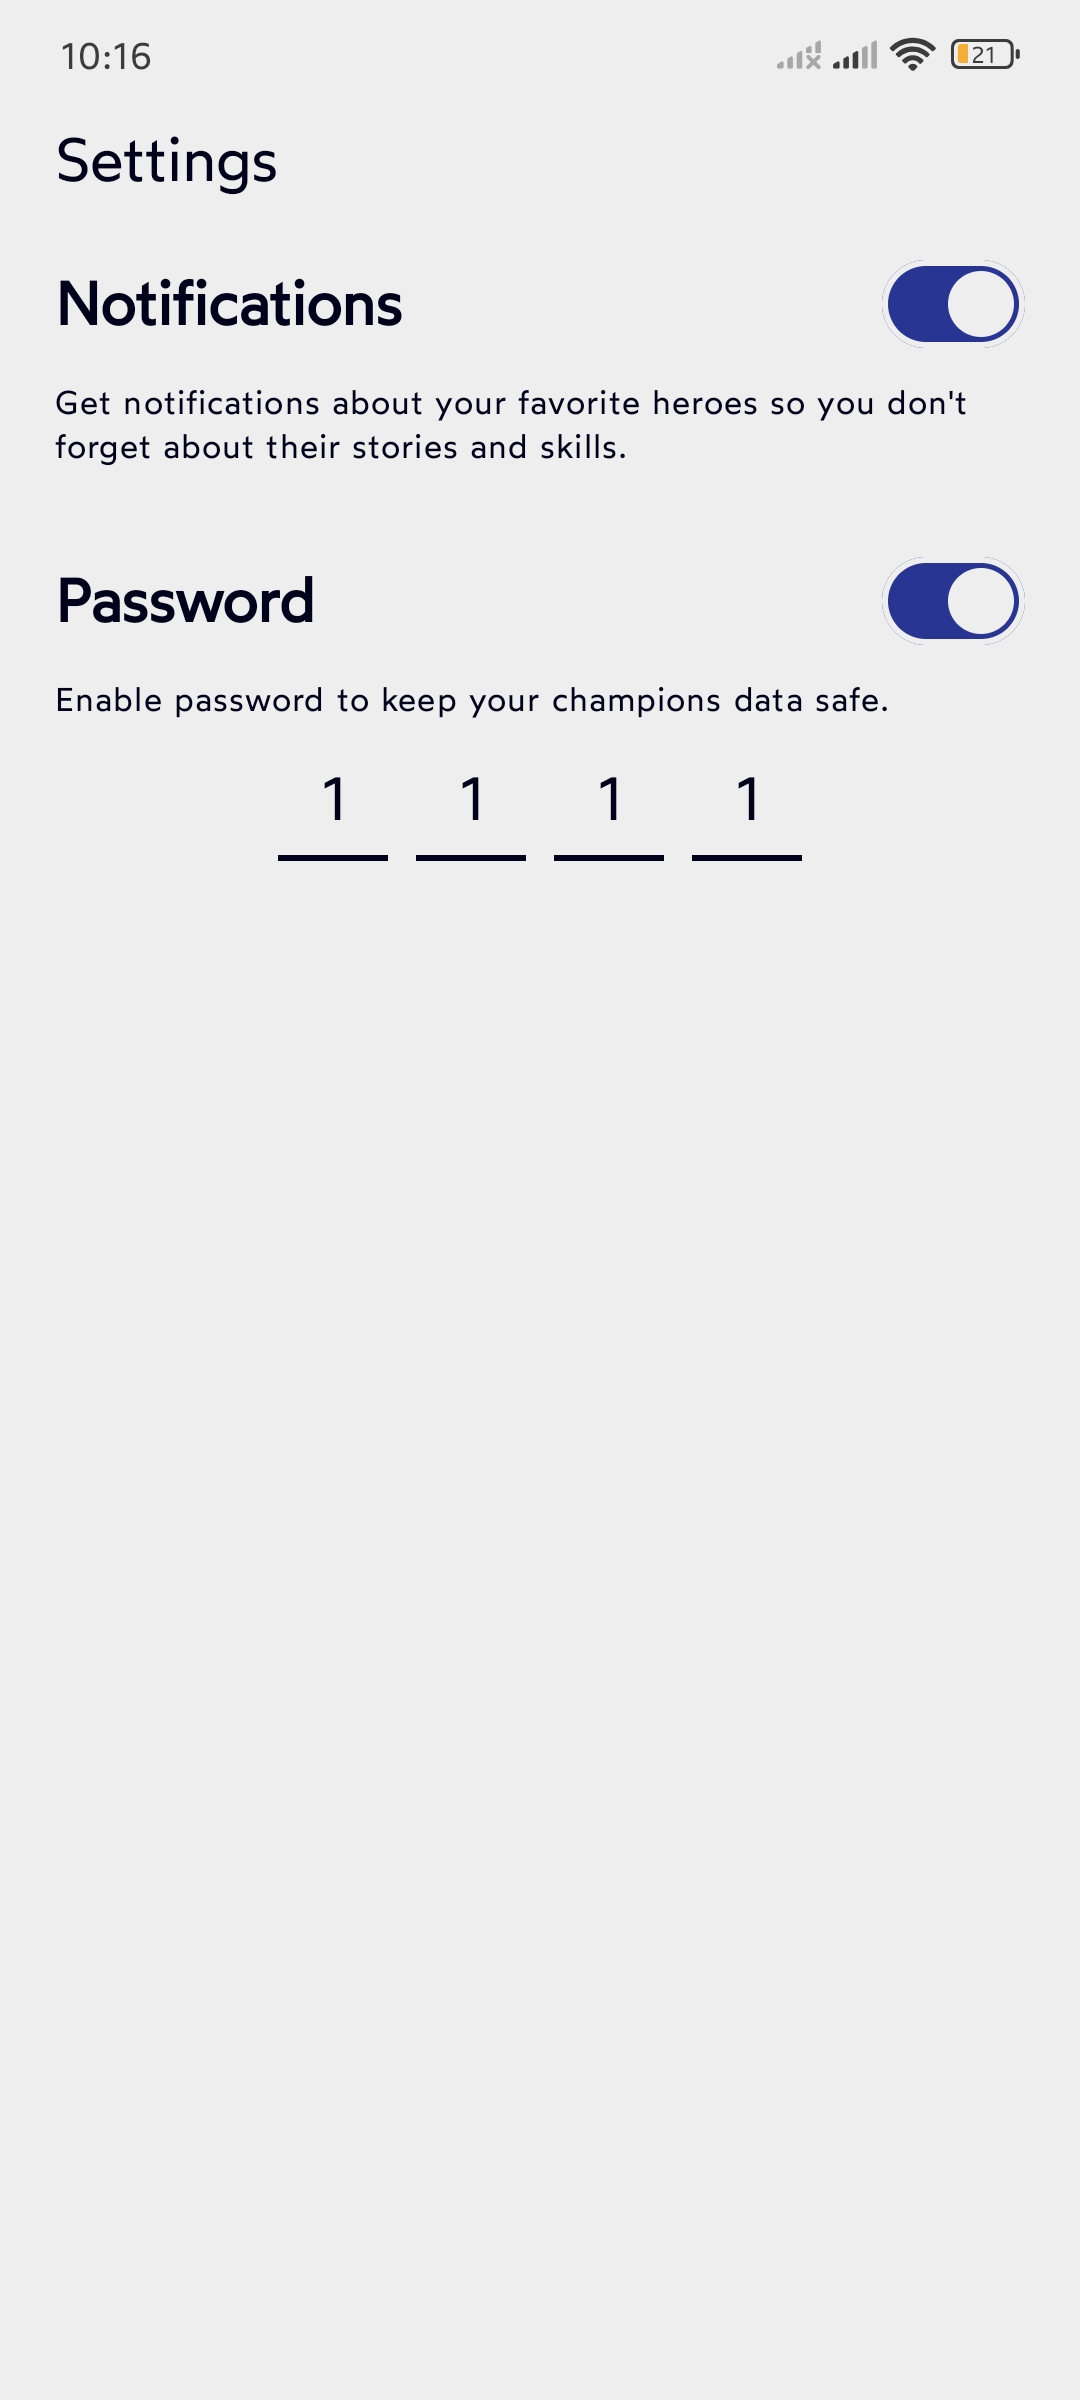 10:16
21
Settings
Notifications
Get notifications about your favorite heroes so you don't
forget about their stories and skills.
Password
Enable password to keep your champions data safe.
1 1 1 1